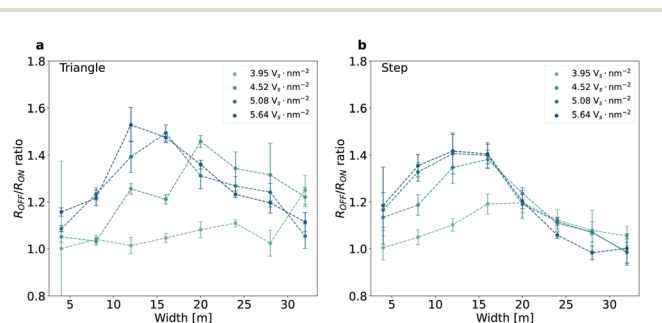 a
Triangle
3.95 Vₛ · nm⁻²
4.52 Vₛ · nm⁻²
5.08 Vₛ · nm⁻²
5.64 Vₛ · nm⁻²
1.8
1.6
1.4
1.2
1.0
0.8
R_OFF/R_ON ratio
5 10 15 20 25 30
Width [m]
b
Step
3.95 Vₛ · nm⁻²
4.52 Vₛ · nm⁻²
5.08 Vₛ · nm⁻²
5.64 Vₛ · nm⁻²
1.8
1.6
1.4
1.2
1.0
0.8
R_OFF/R_ON ratio
5 10 15 20 25 30
Width [m]